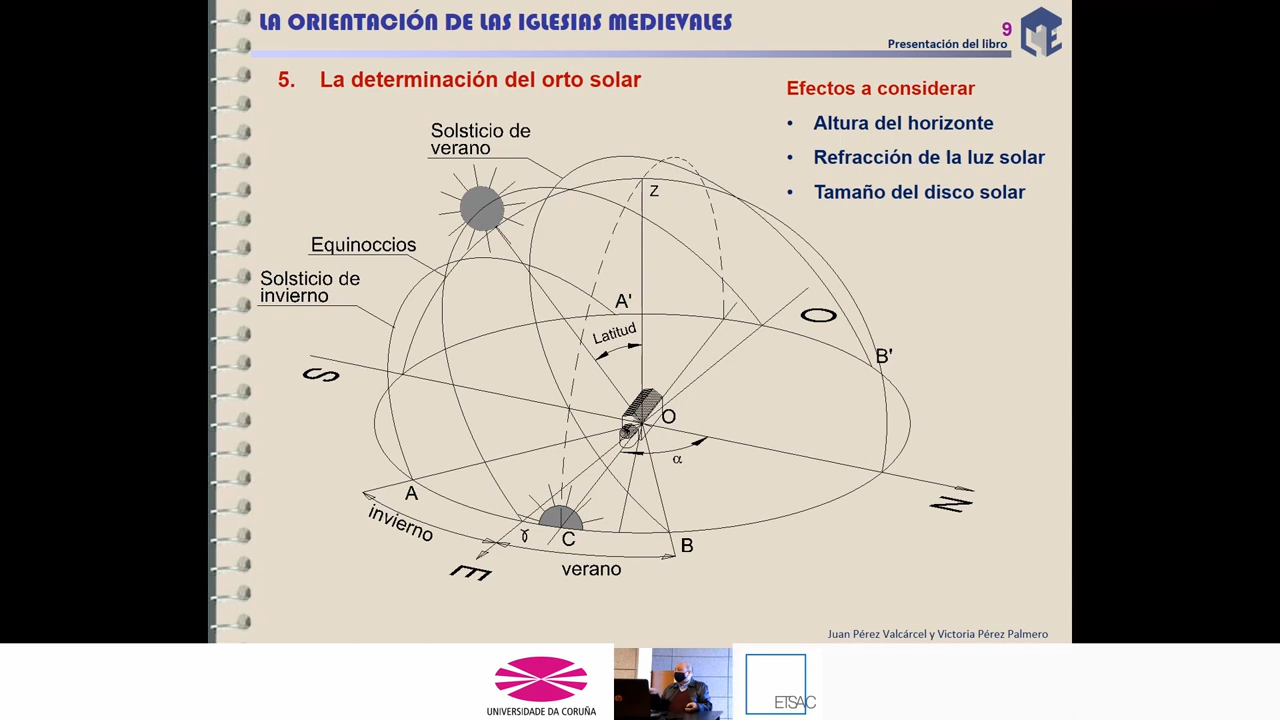 LA ORIENTACIÓN DE LAS IGLESIAS MEDIEVALES
9
Presentación del libro
5. La determinación del orto solar
Efectos a considerar
• Altura del horizonte
• Refracción de la luz solar
• Tamaño del disco solar
Solsticio de
verano
Z
Equinoccios
Solsticio de
invierno
A'
Latitud
O
B'
S
O
α
A
N
invierno
γ
C
B
E
verano
Juan Pérez Valcárcel y Victoria Pérez Palmero
UNIVERSIDADE DA CORUÑA
ETSAC